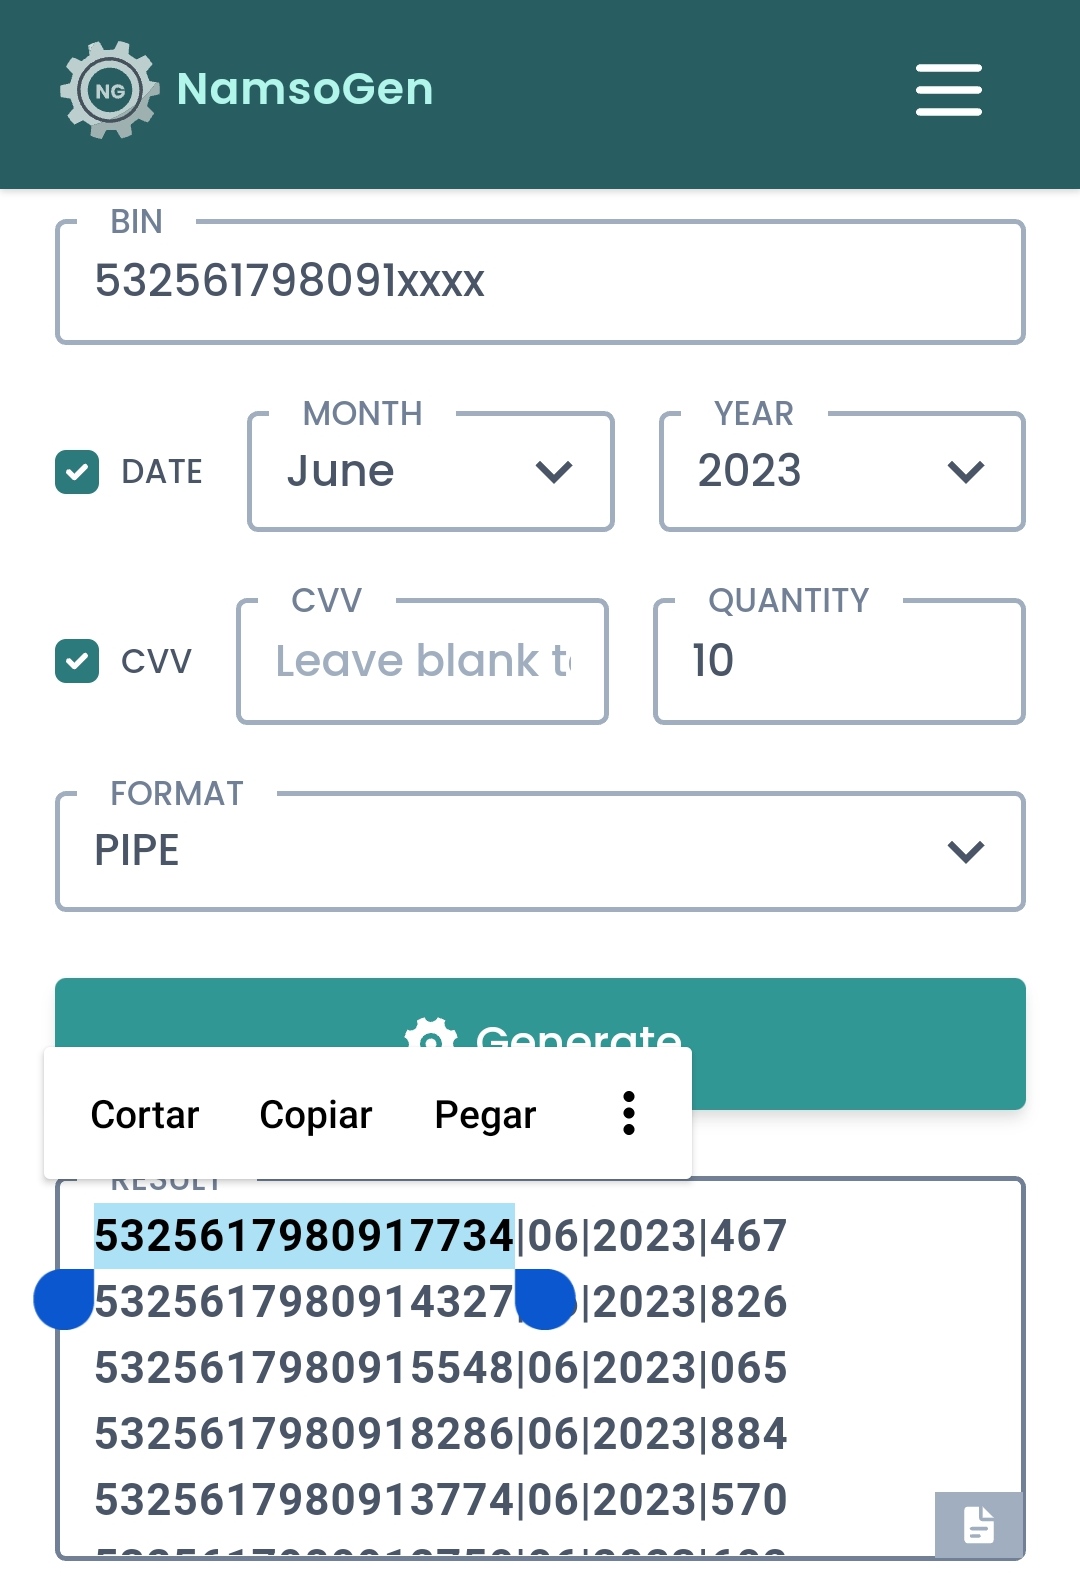 NG
NamsoGen
BIN
532561798091xxxx
MONTH
YEAR
DATE
June
2023
CVV
QUANTITY
CVV
Leave blank
10
FORMAT
PIPE
Generate
Cortar Copiar Pegar
RESULT
5325617980917734|06|2023|467
5325617980914327|2023|826
5325617980915548|06|2023|065
5325617980918286|06|2023|884
5325617980913774|06|2023|570